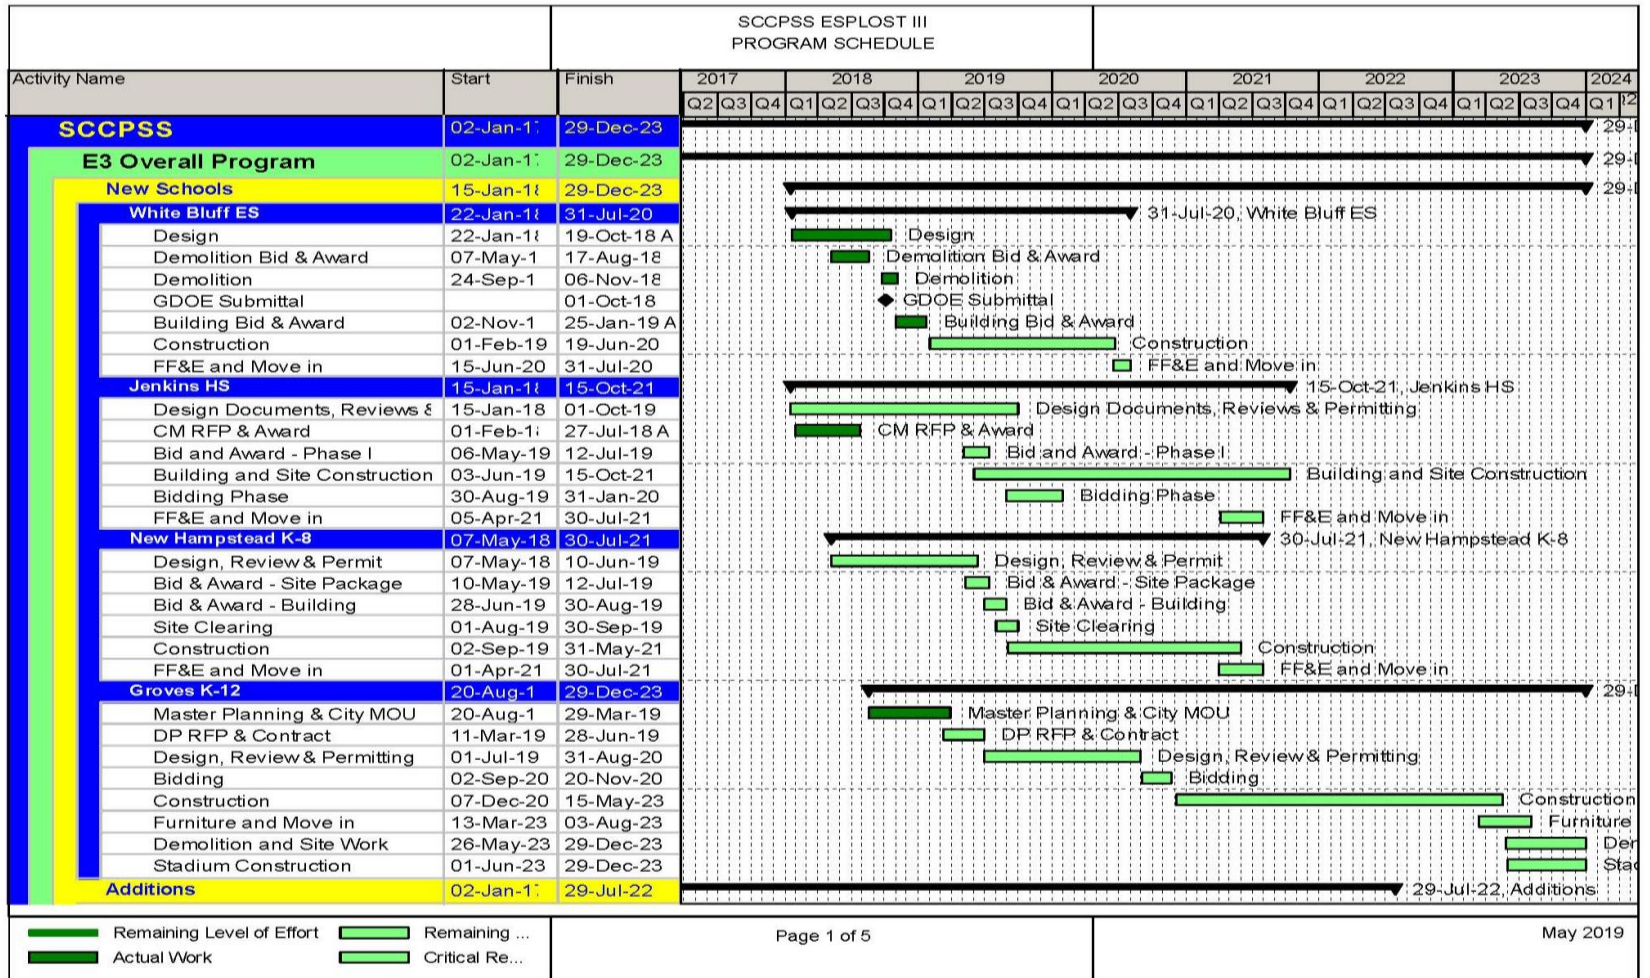 SCCPSS ESPLOST III
PROGRAM SCHEDULE
Activity Name Start Finish 2017 2018 2019 2020 2021 2022 2023 2024
Q2 Q3 Q4 Q1 Q2 Q3 Q4 Q1 Q2 Q3 Q4 Q1 Q2 Q3 Q4 Q1 Q2 Q3 Q4 Q1 Q2 Q3 Q4 Q1 Q2 Q3 Q4 Q1
SCCPSS 02-Jan-1 29-Dec-23 29-
E3 Overall Program 02-Jan-1 29-Dec-23 29-
New Schools 15-Jan-18 29-Dec-23 29-
White Bluff ES 22-Jan-18 31-Jul-20 31-Jul-20, White Bluff ES
Design 22-Jan-18 19-Oct-18 A Design
Demolition Bid & Award 07-May-1 17-Aug-18 Demolition Bid & Award
Demolition 24-Sep-1 06-Nov-18 Demolition
GDOE Submittal 01-Oct-18 GDOE Submittal
Building Bid & Award 02-Nov-1 25-Jan-19 A Building Bid & Award
Construction 01-Feb-19 19-Jun-20 Construction
FF&E and Move in 15-Jun-20 31-Jul-20 FF&E and Move in
Jenkins HS 15-Jan-18 15-Oct-21 15-Oct-21, Jenkins HS
Design Documents, Reviews & 15-Jan-18 01-Oct-19 Design Documents, Reviews & Permitting
CM RFP & Award 01-Feb-1 27-Jul-18 A CM RFP & Award
Bid and Award - Phase I 06-May-19 12-Jul-19 Bid and Award - Phase I
Building and Site Construction 03-Jun-19 15-Oct-21 Building and Site Construction
Bidding Phase 30-Aug-19 31-Jan-20 Bidding Phase
FF&E and Move in 05-Apr-21 30-Jul-21 FF&E and Move in
New Hampstead K-8 07-May-18 30-Jul-21 30-Jul-21, New Hampstead K-8
Design, Review & Permit 07-May-18 10-Jun-19 Design, Review & Permit
Bid & Award - Site Package 10-May-19 12-Jul-19 Bid & Award - Site Package
Bid & Award - Building 28-Jun-19 30-Aug-19 Bid & Award - Building
Site Clearing 01-Aug-19 30-Sep-19 Site Clearing
Construction 02-Sep-19 31-May-21 Construction
FF&E and Move in 01-Apr-21 30-Jul-21 FF&E and Move in
Groves K-12 20-Aug-1 29-Dec-23 29-
Master Planning & City MOU 20-Aug-1 29-Mar-19 Master Planning & City MOU
DP RFP & Contract 11-Mar-19 28-Jun-19 DP RFP & Contract
Design, Review & Permitting 01-Jul-19 31-Aug-20 Design, Review & Permitting
Bidding 02-Sep-20 20-Nov-20 Bidding
Construction 07-Dec-20 15-May-23 Construction
Furniture and Move in 13-Mar-23 03-Aug-23 Furniture
Demolition and Site Work 26-May-23 29-Dec-23
Stadium Construction 01-Jun-23 29-Dec-23
Additions 02-Jan-1 29-Jul-22 29-Jul-22, Additions
Remaining Level of Effort Remaining ... Page 1 of 5 May 2019
Actual Work Critical Re...